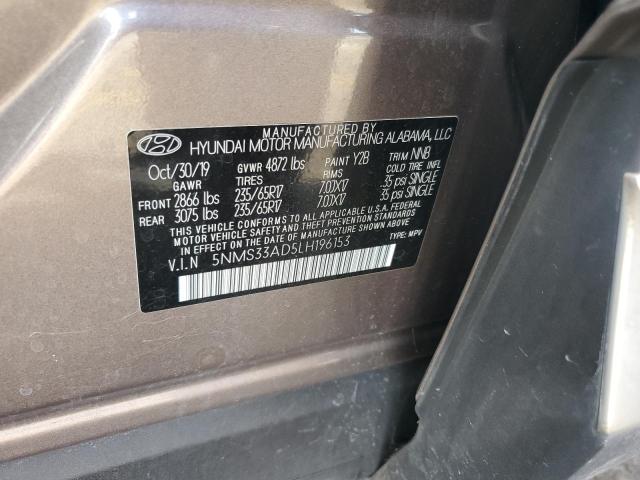 MANUFACTURED BY
HYUNDAI MOTOR MANUFACTURING ALABAMA, LLC
Oct/30/19 GVWR 4872 lbs PAINT Y2B TRIM NNB
GAWR TIRES RIMS COLD TIRE INFL
FRONT 2866 lbs 235/65R17 7.0JX17 35 psi SINGLE
REAR 3075 lbs 235/65R17 7.0JX17 35 psi SINGLE
THIS VEHICLE CONFORMS TO ALL APPLICABLE U.S.A. FEDERAL
MOTOR VEHICLE SAFETY AND THEFT PREVENTION STANDARDS
IN EFFECT ON THE DATE OF MANUFACTURE SHOWN ABOVE.
V.I.N 5NMS33AD5LH196153 TYPE: MPV